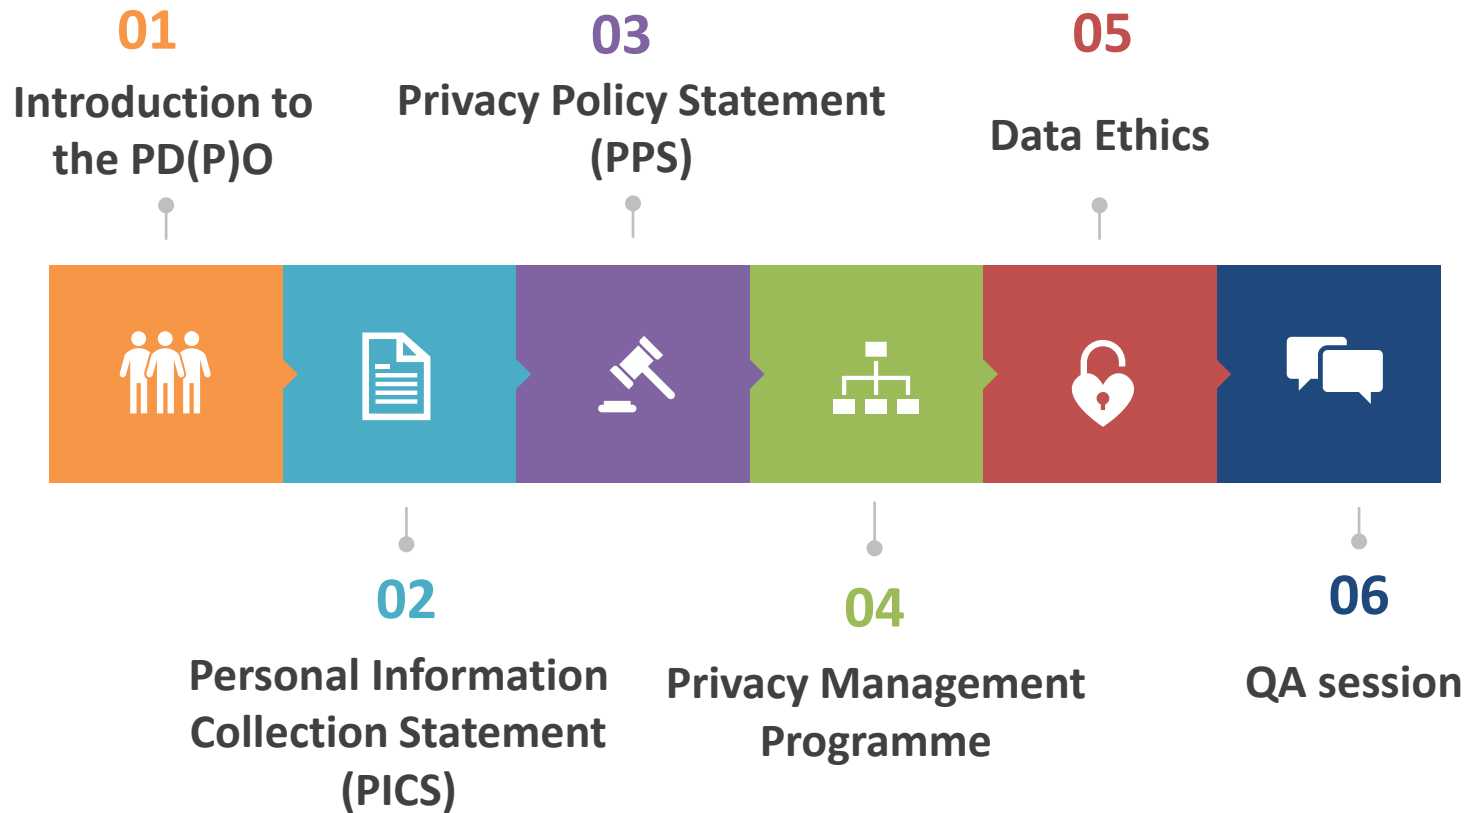 01
Introduction to
the PD(P)O
02
Personal Information
Collection Statement
(PICS)
03
Privacy Policy Statement
(PPS)
04
Privacy Management
Programme
05
Data Ethics
06
QA session